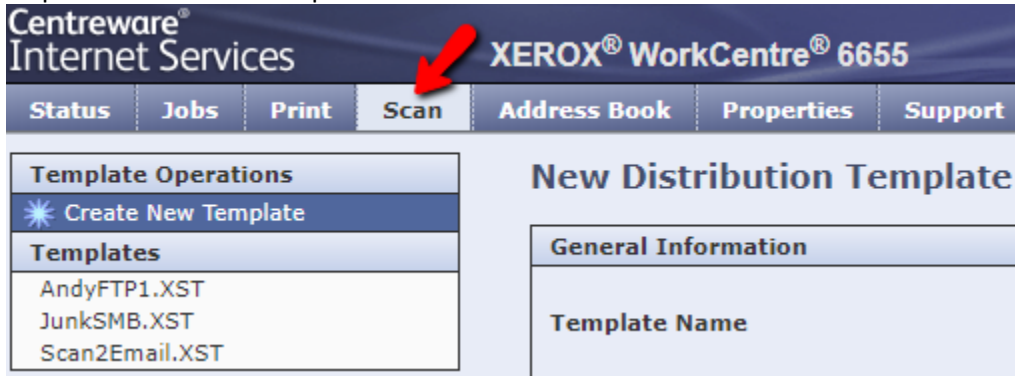 Centreware®
Internet Services
XEROX® WorkCentre® 6655
Status Jobs Print Scan Address Book Properties Support
Template Operations
Create New Template
Templates
AndyFTP1.XST
JunkSMB.XST
Scan2Email.XST
New Distribution Template
General Information
Template Name